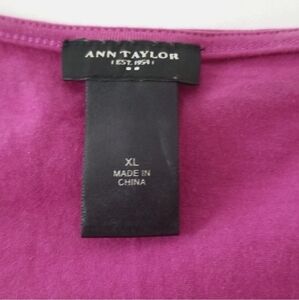 ANN TAYLOR
EST. 1954
XL
MADE IN
CHINA